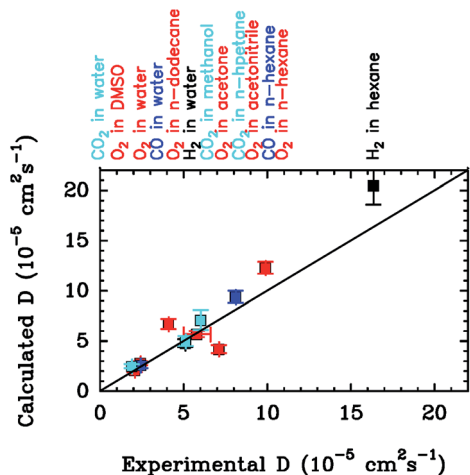 CO₂ in water
O₂ in DMSO
O₂ in water
CO in water
O₂ in n-dodecane
H₂ in water
CO₂ in methanol
O₂ in acetone
CO₂ in n-hpetane
O₂ in acetonitrile
CO in n-hexane
O₂ in n-hexane
H₂ in hexane
Calculated D (10⁻⁵ cm²s⁻¹)
20
15
10
5
0
0 5 10 15 20
Experimental D (10⁻⁵ cm²s⁻¹)